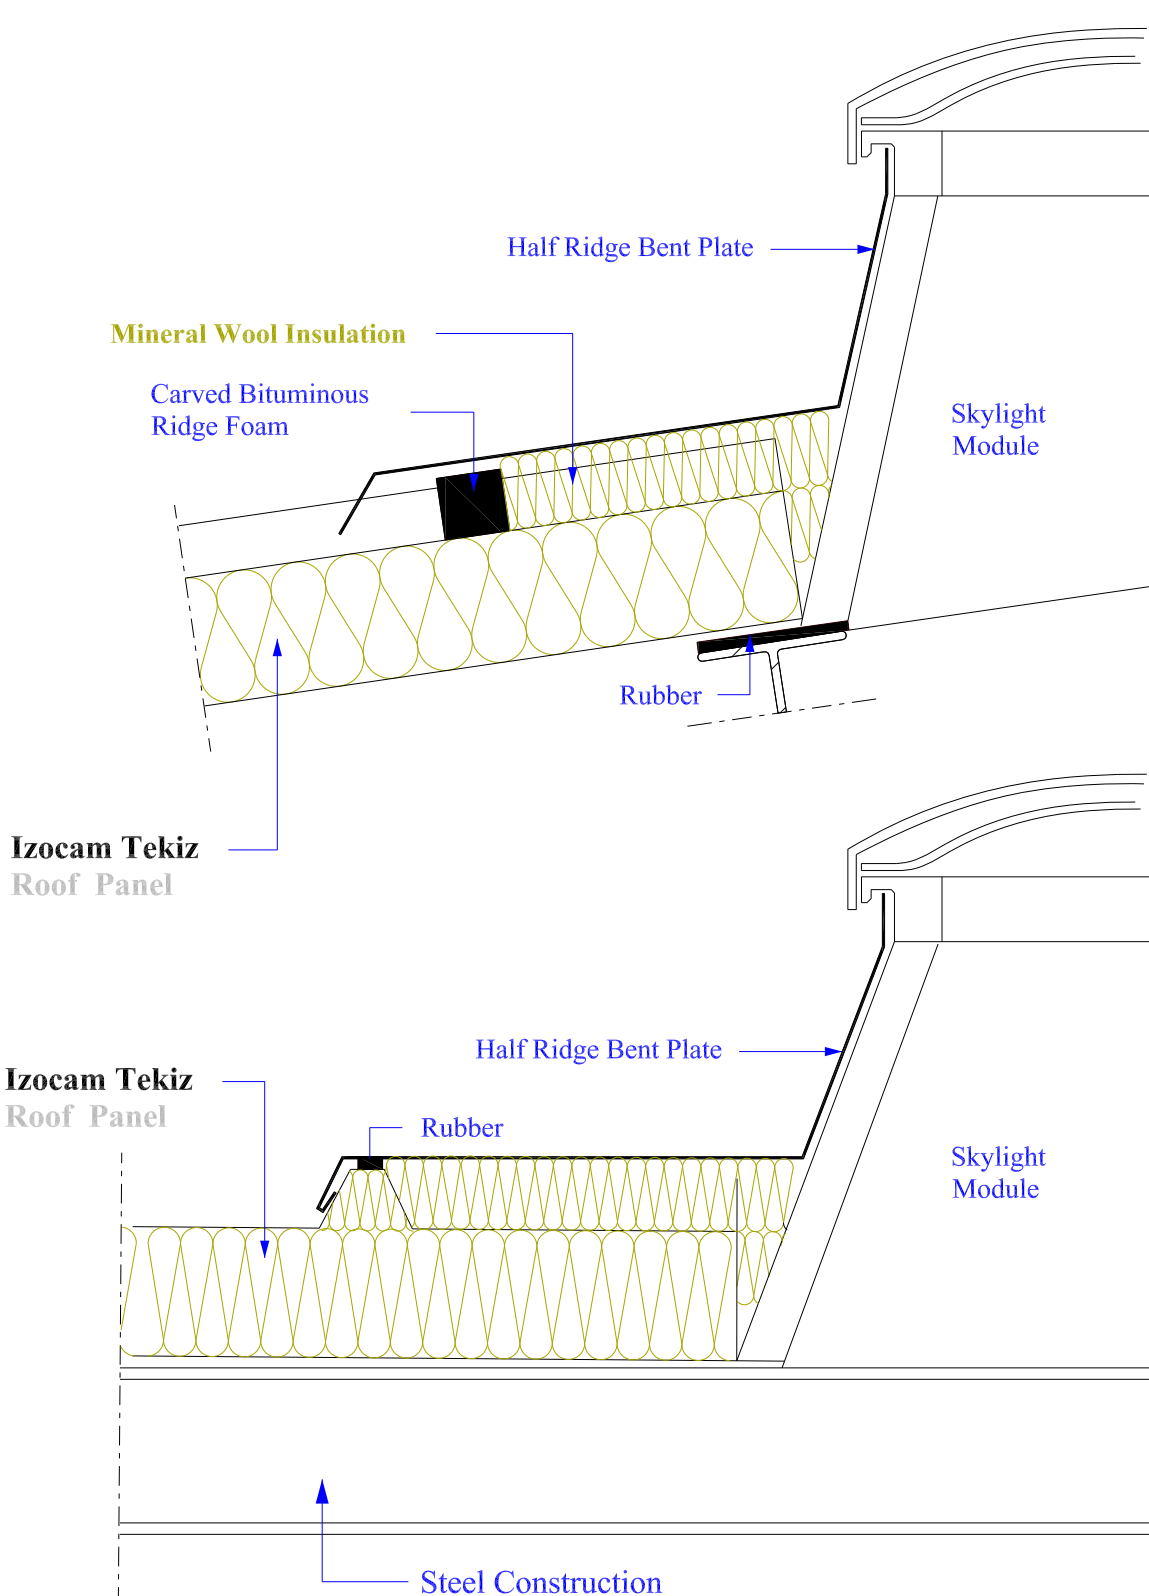 Half Ridge Bent Plate
Mineral Wool Insulation
Carved Bituminous
Ridge Foam
Skylight
Module
Rubber
Izocam Tekiz
Roof Panel
Half Ridge Bent Plate
Izocam Tekiz
Roof Panel
Rubber
Skylight
Module
Steel Construction